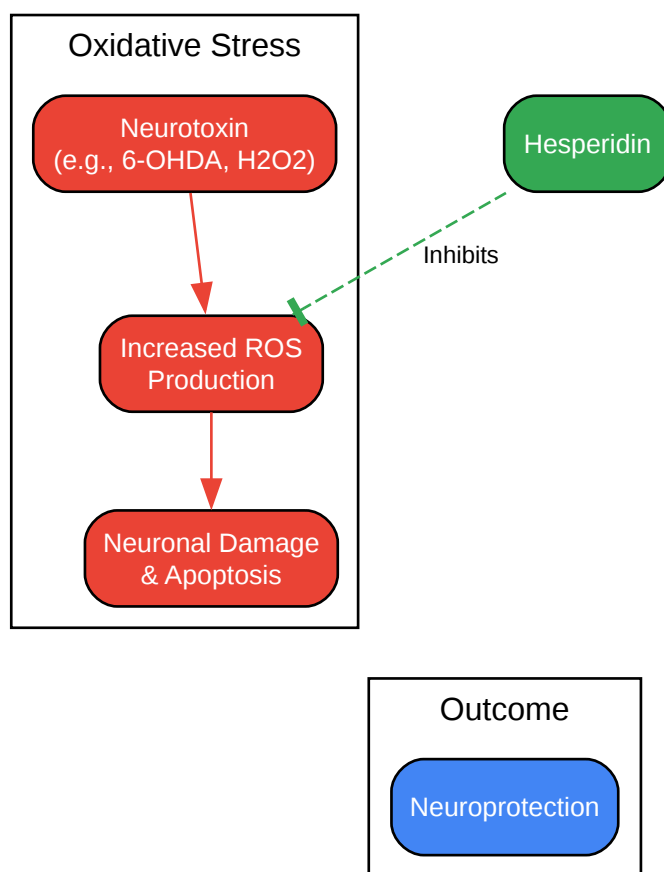 Oxidative Stress
Neurotoxin
(e.g., 6-OHDA, H2O2)
Hesperidin
Inhibits
Increased ROS
Production
Neuronal Damage
& Apoptosis
Outcome
Neuroprotection